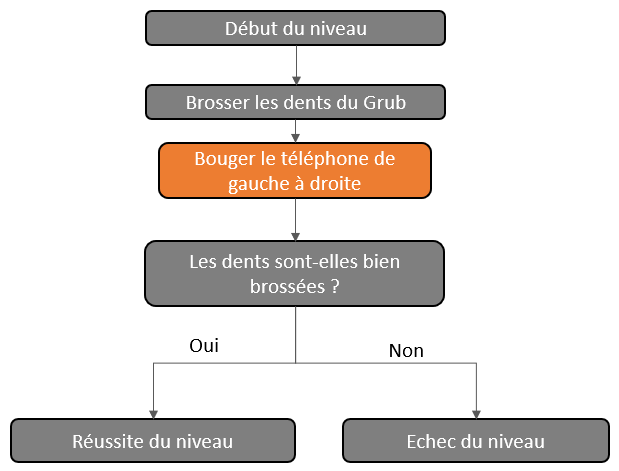 Début du niveau
Brosser les dents du Grub
Bouger le téléphone de
gauche à droite
Les dents sont-elles bien
brossées ?
Oui
Non
Réussite du niveau
Echec du niveau